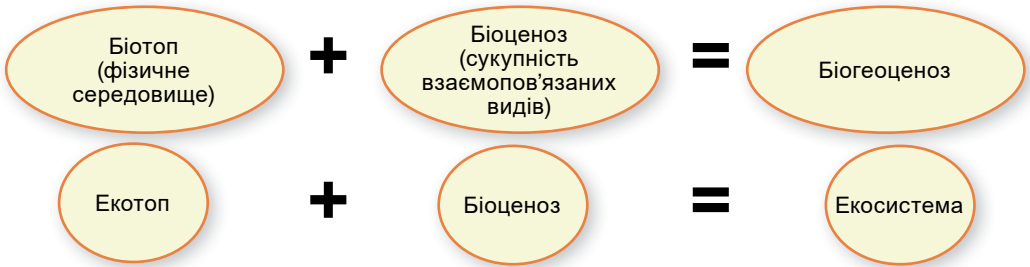 Біотоп
(фізичне
середовище)
+
Біоценоз
(сукупність
взаємопов’язаних
видів)
=
Біогеоценоз
Екотоп
+
Біоценоз
=
Екосистема